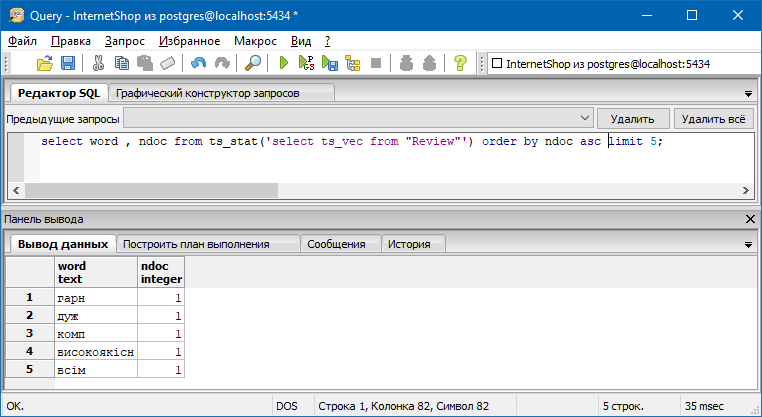 Query - InternetShop из postgres@localhost:5434 *
Файл Правка Запрос Избранное Макрос Вид ?
InternetShop из postgres@localhost:5434
Редактор SQL Графический конструктор запросов
Предыдущие запросы Удалить Удалить всё
select word , ndoc from ts_stat('select ts_vec from "Review"') order by ndoc asc limit 5;
Панель вывода
Вывод данных Построить план выполнения Сообщения История
word ndoc
text integer
1 гарн 1
2 дуж 1
3 комп 1
4 високоякісн 1
5 всім 1
OK. DOS Строка 1, Колонка 82, Символ 82 5 строк. 35 msec